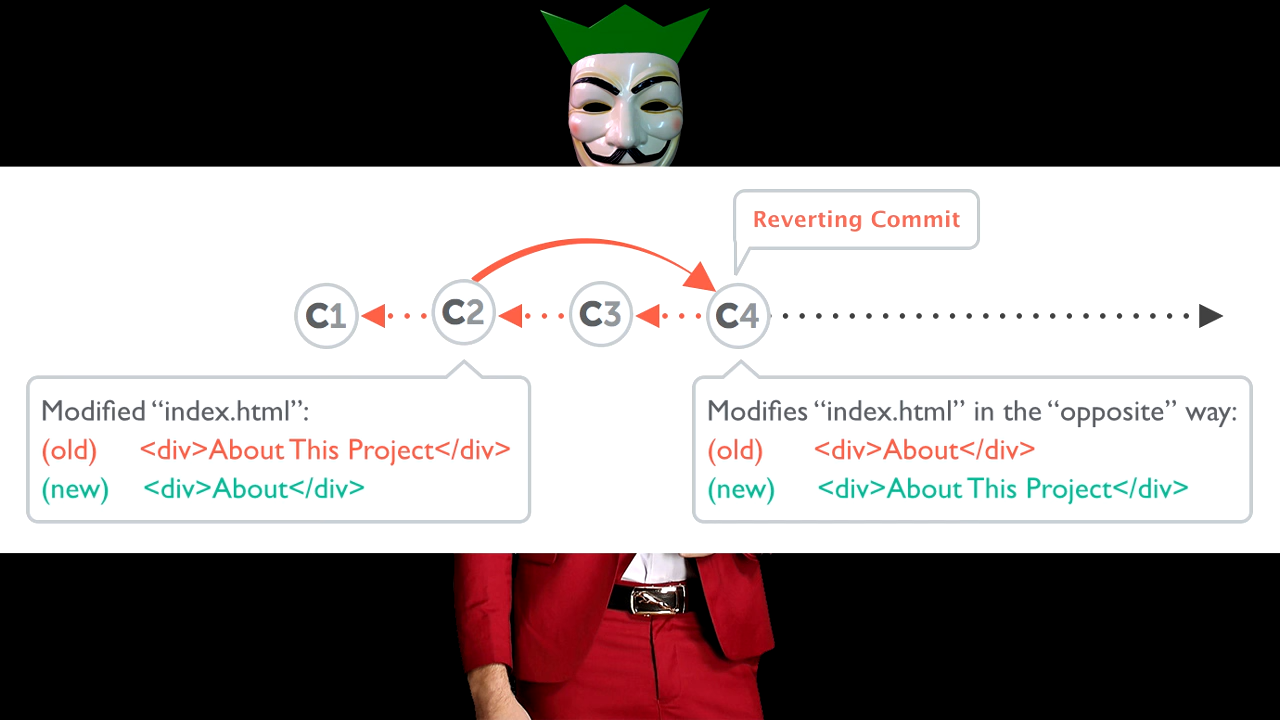 Reverting Commit
C1 C2 C3 C4
Modified “index.html”:
(old) <div>About This Project</div>
(new) <div>About</div>
Modifies “index.html” in the “opposite” way:
(old) <div>About</div>
(new) <div>About This Project</div>